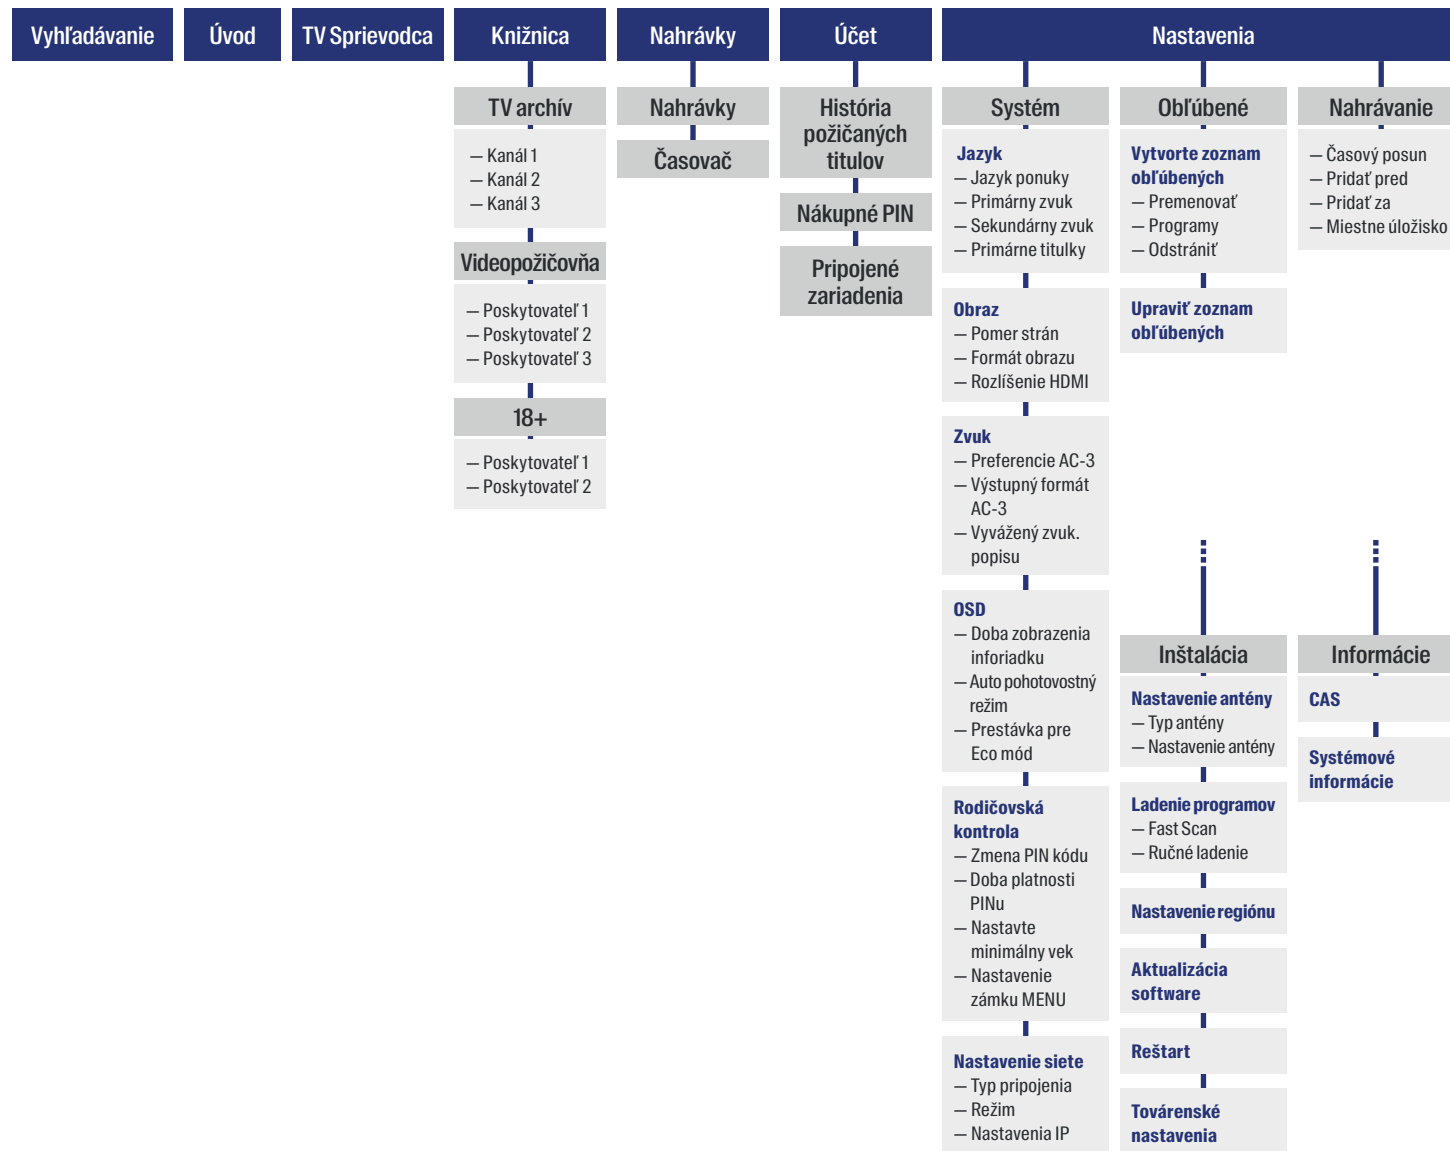 Vyhľadávanie
Úvod
TV Sprievodca
Knižnica
Nahrávky
Účet
Nastavenia
TV archív
— Kanál 1
— Kanál 2
— Kanál 3
Videopožičovňa
— Poskytovateľ 1
— Poskytovateľ 2
— Poskytovateľ 3
18+
— Poskytovateľ 1
— Poskytovateľ 2
Nahrávky
Časovač
História
požičaných
titulov
Nákupné PIN
Pripojené
zariadenia
Systém
Jazyk
— Jazyk ponuky
— Primárny zvuk
— Sekundárny zvuk
— Primárne titulky
Obraz
— Pomer strán
— Formát obrazu
— Rozlíšenie HDMI
Zvuk
— Preferencie AC-3
— Výstupný formát
AC-3
— Vyvážený zvuk.
popisu
OSD
— Doba zobrazenia
inforiadku
— Auto pohotovostný
režim
— Prestávka pre
Eco mód
Rodičovská
kontrola
— Zmena PIN kódu
— Doba platnosti
PINu
— Nastavte
minimálny vek
— Nastavenie
zámku MENU
Nastavenie siete
— Typ pripojenia
— Režim
— Nastavenia IP
Obľúbené
Vytvorte zoznam
obľúbených
— Premenovať
— Programy
— Odstrániť
Upraviť zoznam
obľúbených
Nahrávanie
— Časový posun
— Pridať pred
— Pridať za
— Miestne úložisko
Inštalácia
Nastavenie antény
— Typ antény
— Nastavenie antény
Ladenie programov
— Fast Scan
— Ručné ladenie
Nastavenie regiónu
Aktualizácia
software
Reštart
Továrenské
nastavenia
Informácie
CAS
Systémové
informácie